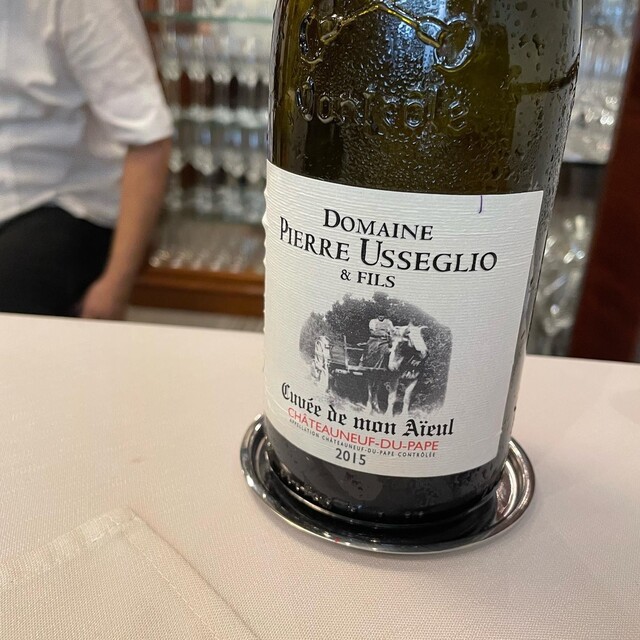 DOMAINE
PIERRE USSEGLIO
& FILS
Cuvée de mon Aïeul
CHÂTEAUNEUF-DU-PAPE
APPELLATION CHÂTEAUNEUF-DU-PAPE CONTRÔLÉE
2015